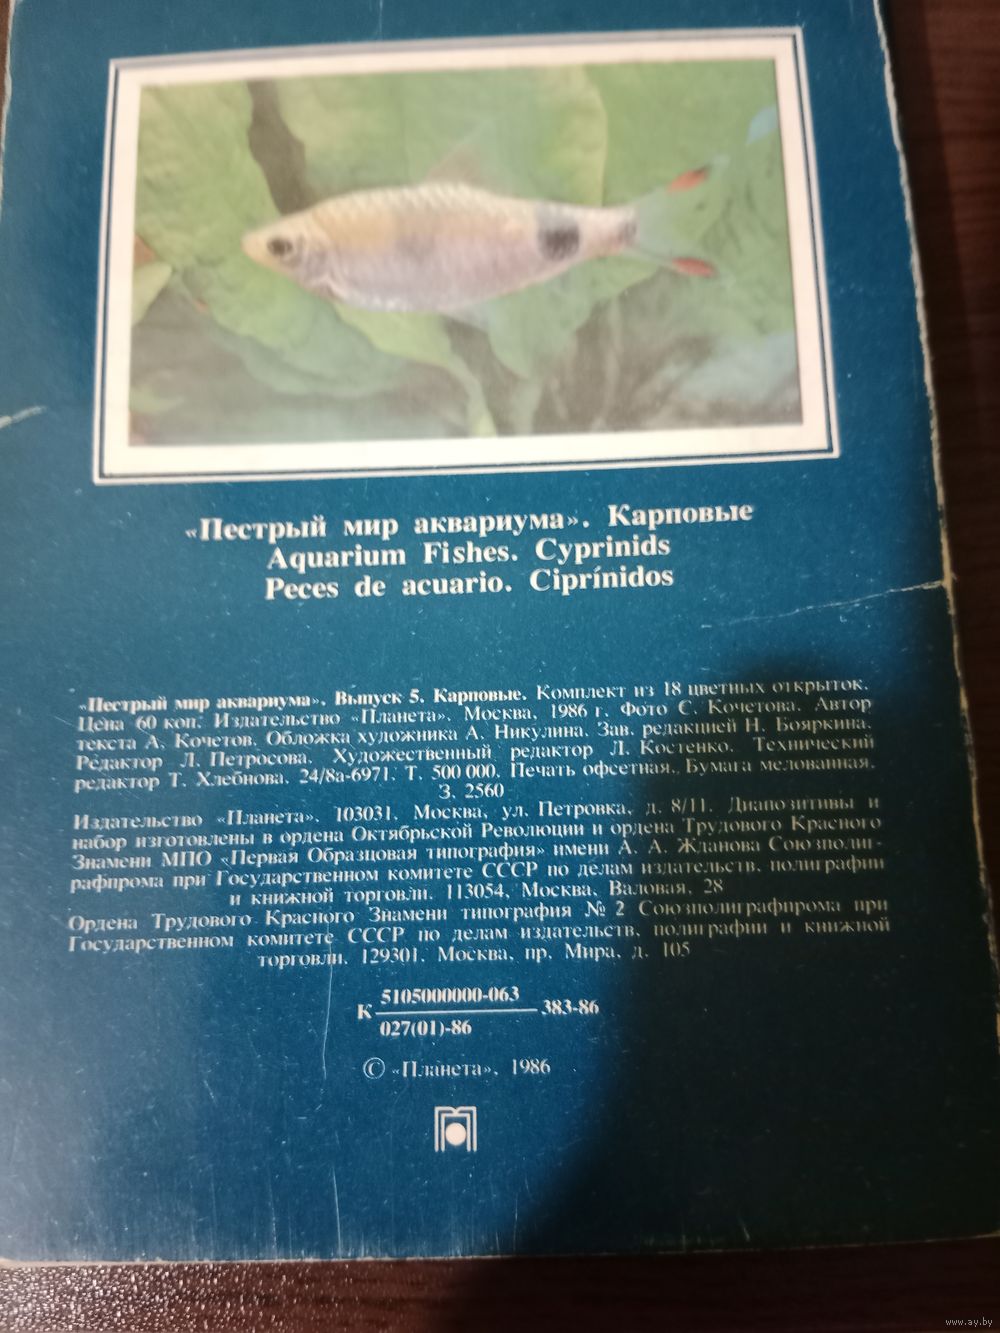 «Пестрый мир аквариума». Карповые
Aquarium Fishes. Cyprinids
Peces de acuario. Ciprínidos
«Пестрый мир аквариума». Выпуск 5. Карповые. Комплект из 18 цветных открыток.
Цена 60 коп. Издательство «Планета». Москва, 1986 г. Фото С. Кочетова. Автор
текста А. Кочетов. Обложка художника А. Никулина. Зав. редакцией Н. Бояркина.
Редактор Л. Петросова. Художественный редактор Л. Костенко. Технический
редактор Т. Хлебнова. 24/8а-6971. Т. 500 000. Печать офсетная. Бумага мелованная.
З. 2560
Издательство «Планета». 103031. Москва, ул. Петровка, д. 8/11. Диапозитивы и
набор изготовлены в ордена Октябрьской Революции и ордена Трудового Красного
Знамени МПО «Первая Образцовая типография» имени А. А. Жданова Союзполиг-
рафпрома при Государственном комитете СССР по делам издательств, полиграфии
и книжной торговли. 113054, Москва, Валовая, 28
Ордена Трудового Красного Знамени типография № 2 Союзполиграфпрома при
Государственном комитете СССР по делам издательств, полиграфии и книжной
торговли. 129301. Москва, пр. Мира, д. 105
К 5105000000-063 383-86
027(01)-86
© «Планета», 1986
www.ay.by